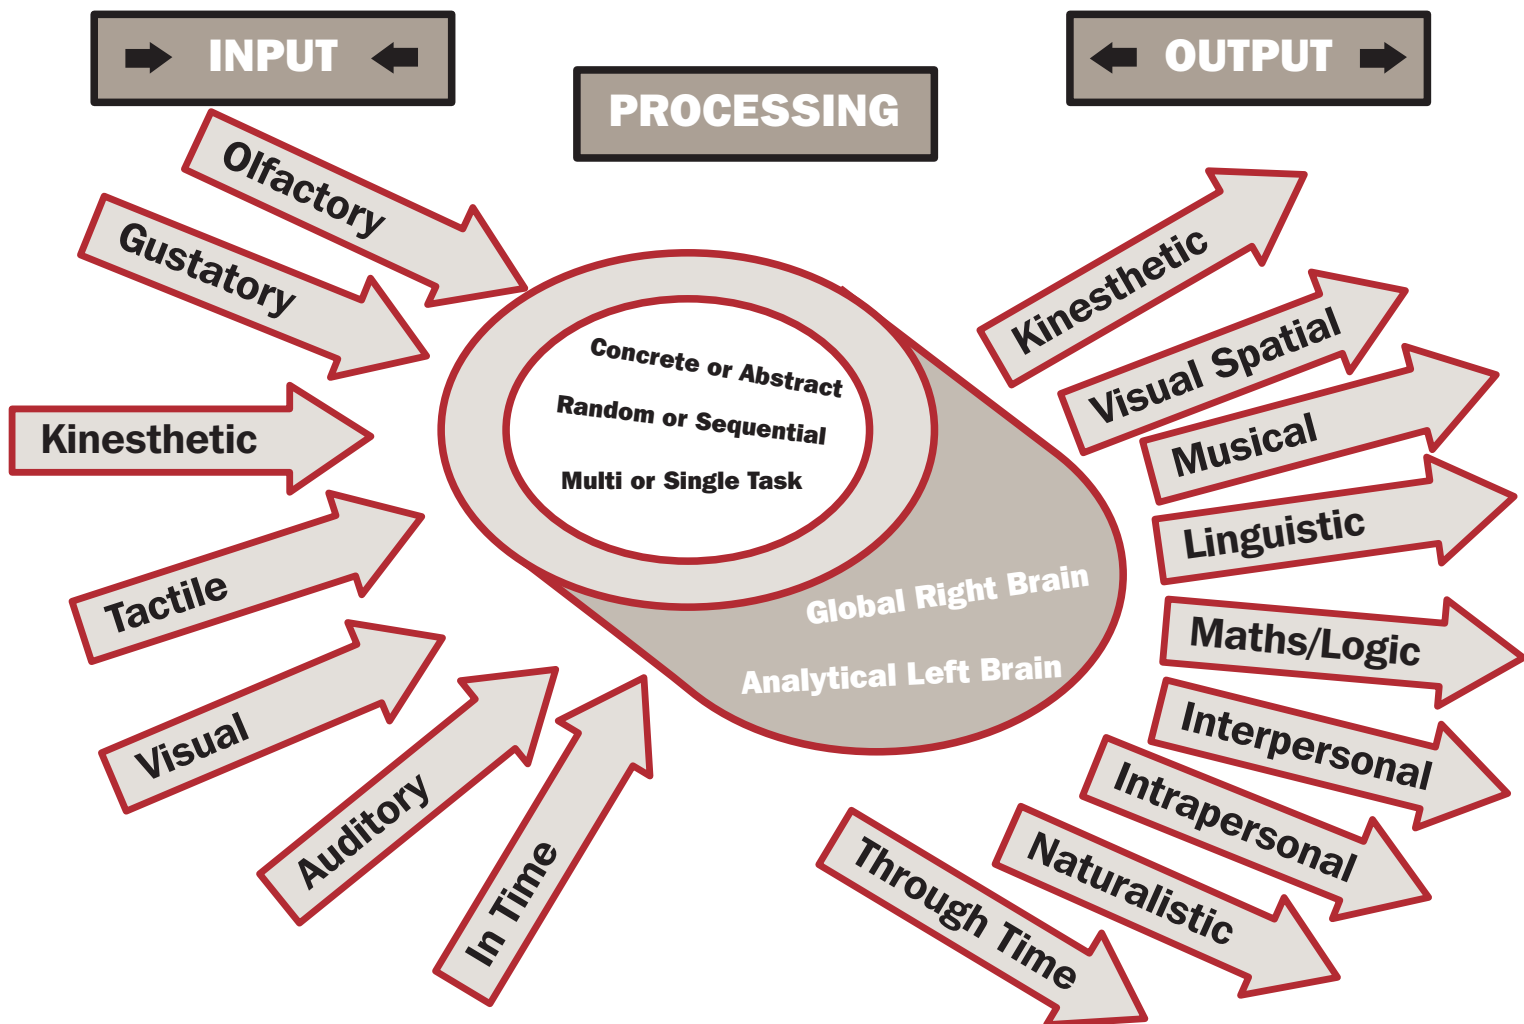 INPUT
PROCESSING
OUTPUT
Olfactory
Gustatory
Kinesthetic
Tactile
Visual
Auditory
In Time
Concrete or Abstract
Random or Sequential
Multi or Single Task
Global Right Brain
Analytical Left Brain
Kinesthetic
Visual Spatial
Musical
Linguistic
Maths/Logic
Interpersonal
Intrapersonal
Naturalistic
Through Time